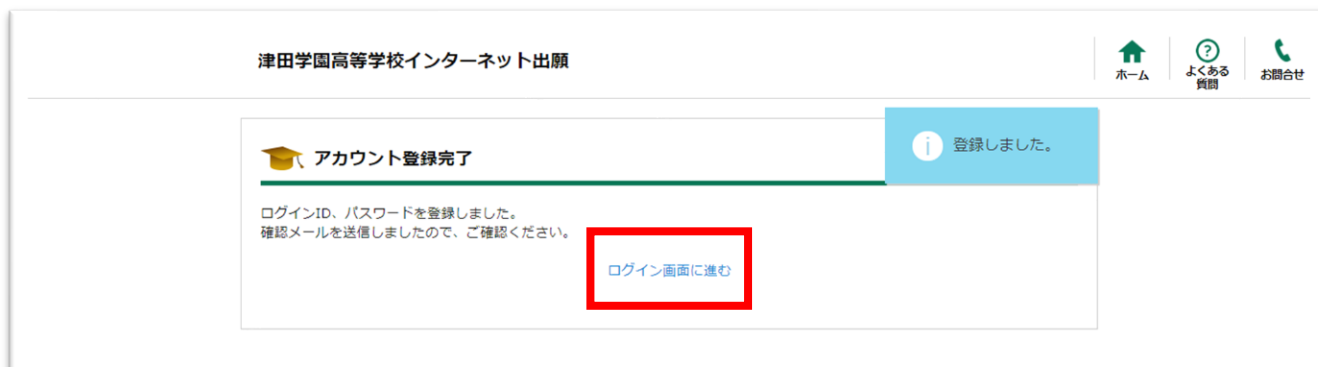 津田学園高等学校インターネット出願
ホーム
よくある
質問
お問合せ
アカウント登録完了
登録しました。
ログインID、パスワードを登録しました。
確認メールを送信しましたので、ご確認ください。
ログイン画面に進む